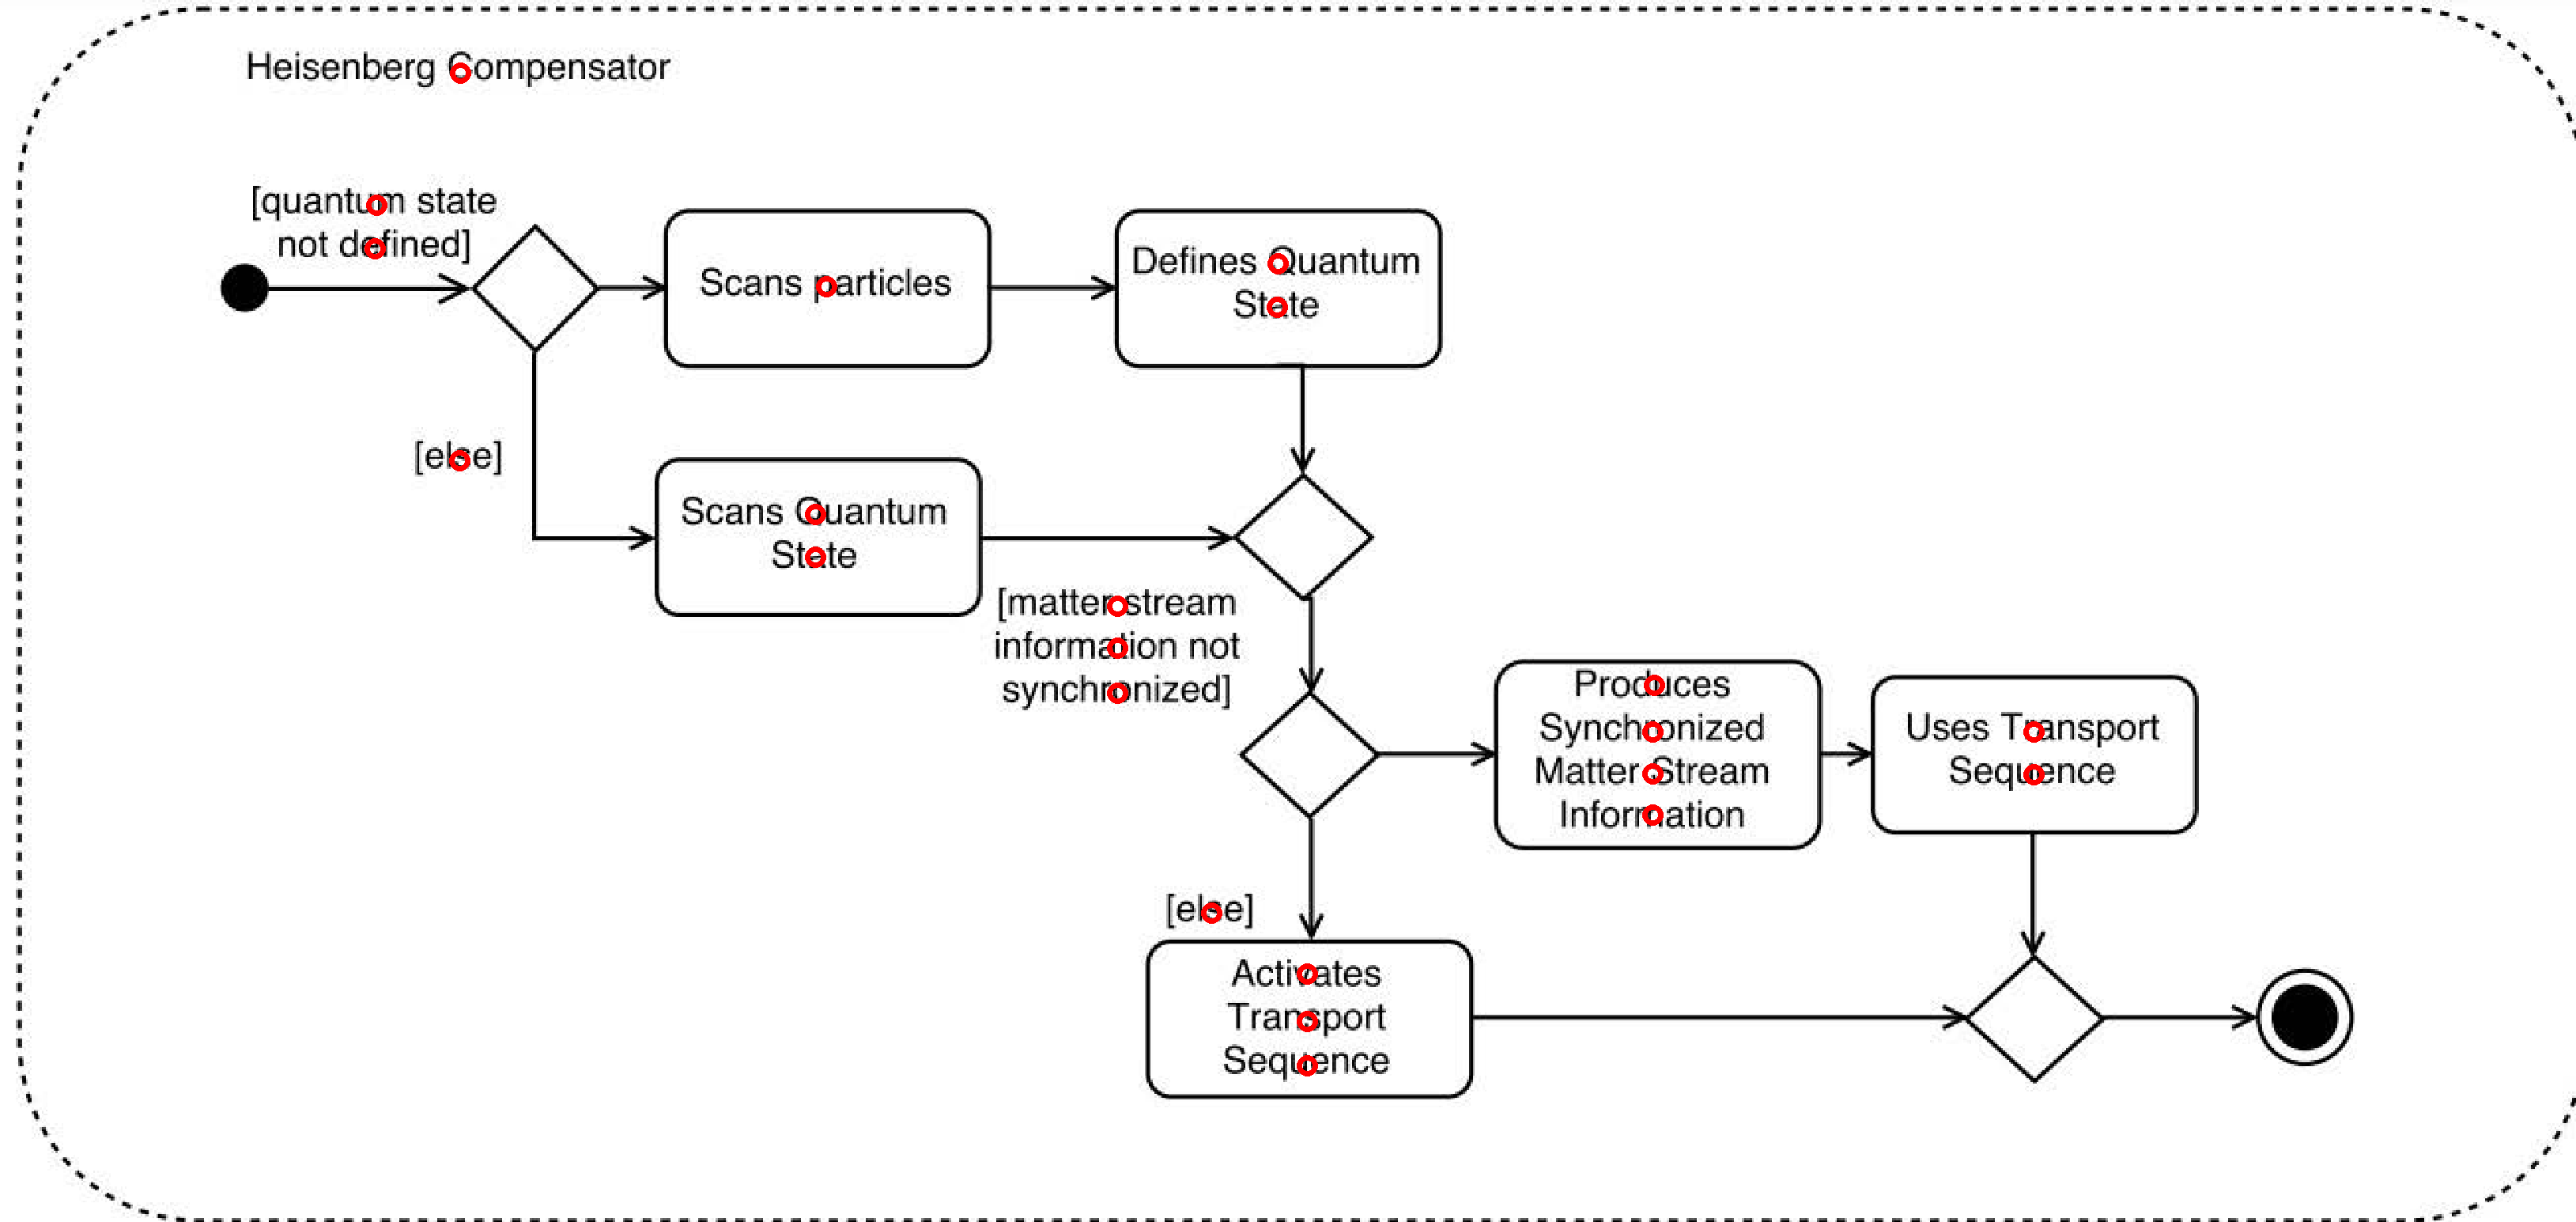 Heisenberg Compensator
[quantum state
not defined]
Scans particles
Defines Quantum
State
[else]
Scans Quantum
State
[matter stream
information not
synchronized]
Produces
Synchronized
Matter Stream
Information
Uses Transport
Sequence
[else]
Activates
Transport
Sequence